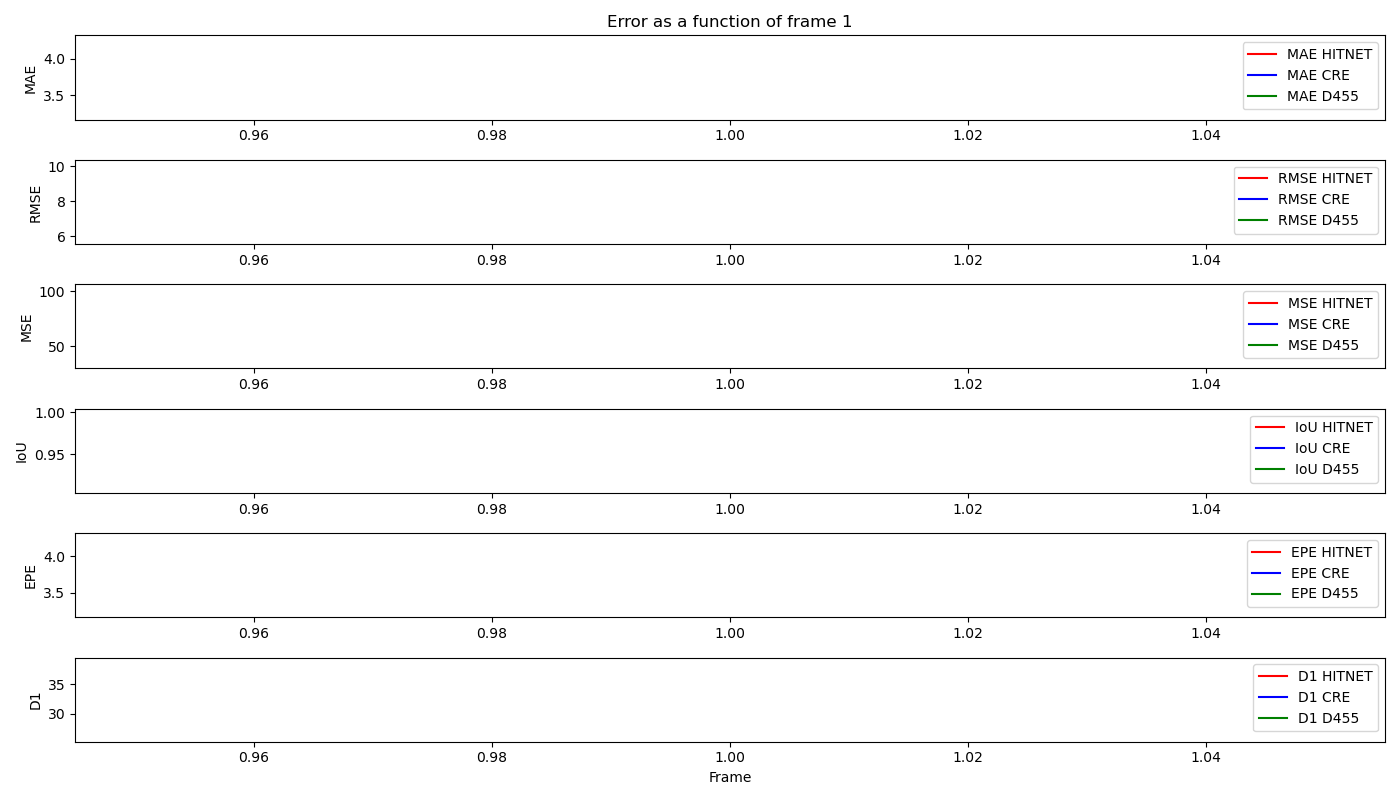 Error as a function of frame 1
MAE
4.0
3.5
MAE HITNET
MAE CRE
MAE D455
0.96 0.98 1.00 1.02 1.04
RMSE
10
8
6
RMSE HITNET
RMSE CRE
RMSE D455
0.96 0.98 1.00 1.02 1.04
MSE
100
50
MSE HITNET
MSE CRE
MSE D455
0.96 0.98 1.00 1.02 1.04
IoU
1.00
0.95
IoU HITNET
IoU CRE
IoU D455
0.96 0.98 1.00 1.02 1.04
EPE
4.0
3.5
EPE HITNET
EPE CRE
EPE D455
0.96 0.98 1.00 1.02 1.04
D1
35
30
D1 HITNET
D1 CRE
D1 D455
0.96 0.98 1.00 1.02 1.04
Frame